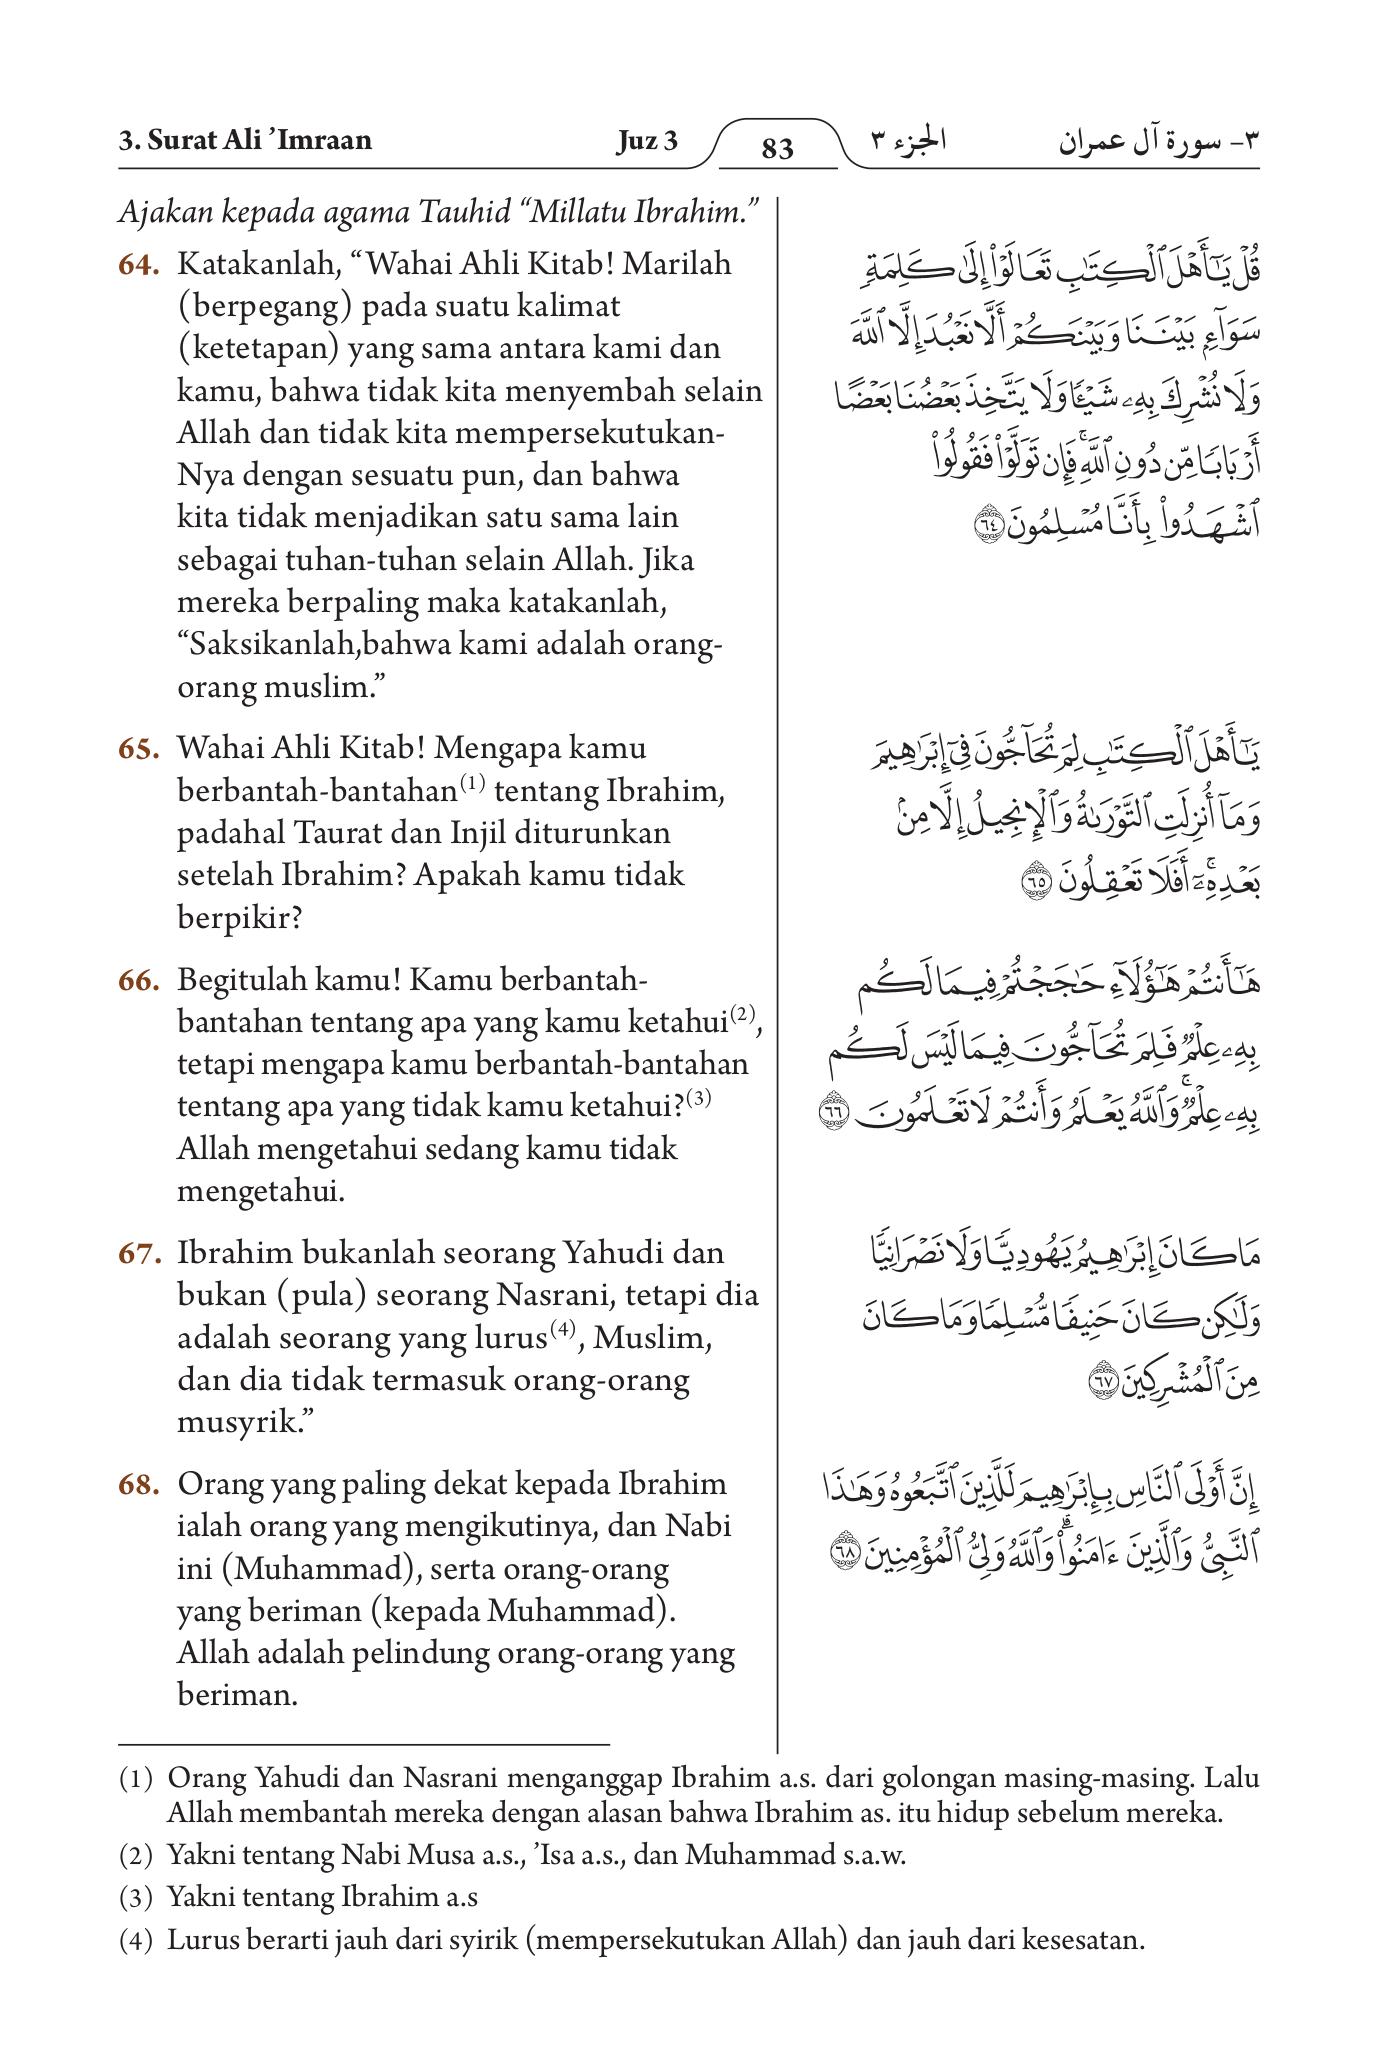 3. Surat Ali ’Imraan
Juz 3
83
الجزء ٣
٣- سورة آل عمران
Ajakan kepada agama Tauhid “Millatu Ibrahim.”
64. Katakanlah, “Wahai Ahli Kitab! Marilah
(berpegang) pada suatu kalimat
(ketetapan) yang sama antara kami dan
kamu, bahwa tidak kita menyembah selain
Allah dan tidak kita mempersekutukan-
Nya dengan sesuatu pun, dan bahwa
kita tidak menjadikan satu sama lain
sebagai tuhan-tuhan selain Allah. Jika
mereka berpaling maka katakanlah,
“Saksikanlah,bahwa kami adalah orang-
orang muslim.”
65. Wahai Ahli Kitab! Mengapa kamu
berbantah-bantahan(1) tentang Ibrahim,
padahal Taurat dan Injil diturunkan
setelah Ibrahim? Apakah kamu tidak
berpikir?
66. Begitulah kamu! Kamu berbantah-
bantahan tentang apa yang kamu ketahui(2),
tetapi mengapa kamu berbantah-bantahan
tentang apa yang tidak kamu ketahui?(3)
Allah mengetahui sedang kamu tidak
mengetahui.
67. Ibrahim bukanlah seorang Yahudi dan
bukan (pula) seorang Nasrani, tetapi dia
adalah seorang yang lurus(4), Muslim,
dan dia tidak termasuk orang-orang
musyrik.”
68. Orang yang paling dekat kepada Ibrahim
ialah orang yang mengikutinya, dan Nabi
ini (Muhammad), serta orang-orang
yang beriman (kepada Muhammad).
Allah adalah pelindung orang-orang yang
beriman.
قُلۡ يَٰٓأَهۡلَ ٱلۡكِتَٰبِ تَعَالَوۡاْ إِلَىٰ كَلِمَةٖ
سَوَآءِۭ بَيۡنَنَا وَبَيۡنَكُمۡ أَلَّا نَعۡبُدَ إِلَّا ٱللَّهَ
وَلَا نُشۡرِكَ بِهِۦ شَيۡـٔٗا وَلَا يَتَّخِذَ بَعۡضُنَا بَعۡضًا
أَرۡبَابٗا مِّن دُونِ ٱللَّهِۚ فَإِن تَوَلَّوۡاْ فَقُولُواْ
ٱشۡهَدُواْ بِأَنَّا مُسۡلِمُونَ ٦٤
يَٰٓأَهۡلَ ٱلۡكِتَٰبِ لِمَ تُحَآجُّونَ فِيٓ إِبۡرَٰهِيمَ
وَمَآ أُنزِلَتِ ٱلتَّوۡرَىٰةُ وَٱلۡإِنجِيلُ إِلَّا مِنۢ
بَعۡدِهِۦٓۚ أَفَلَا تَعۡقِلُونَ ٦٥
هَٰٓأَنتُمۡ هَٰٓؤُلَآءِ حَٰجَجۡتُمۡ فِيمَا لَكُم
بِهِۦ عِلۡمٞ فَلِمَ تُحَآجُّونَ فِيمَا لَيۡسَ لَكُم
بِهِۦ عِلۡمٞۚ وَٱللَّهُ يَعۡلَمُ وَأَنتُمۡ لَا تَعۡلَمُونَ ٦٦
مَا كَانَ إِبۡرَٰهِيمُ يَهُودِيّٗا وَلَا نَصۡرَانِيّٗا
وَلَٰكِن كَانَ حَنِيفٗا مُّسۡلِمٗا وَمَا كَانَ
مِنَ ٱلۡمُشۡرِكِينَ ٦٧
إِنَّ أَوۡلَى ٱلنَّاسِ بِإِبۡرَٰهِيمَ لَلَّذِينَ ٱتَّبَعُوهُ وَهَٰذَا
ٱلنَّبِيُّ وَٱلَّذِينَ ءَامَنُواْۗ وَٱللَّهُ وَلِيُّ ٱلۡمُؤۡمِنِينَ ٦٨
(1) Orang Yahudi dan Nasrani menganggap Ibrahim a.s. dari golongan masing-masing. Lalu
Allah membantah mereka dengan alasan bahwa Ibrahim as. itu hidup sebelum mereka.
(2) Yakni tentang Nabi Musa a.s., ’Isa a.s., dan Muhammad s.a.w.
(3) Yakni tentang Ibrahim a.s
(4) Lurus berarti jauh dari syirik (mempersekutukan Allah) dan jauh dari kesesatan.